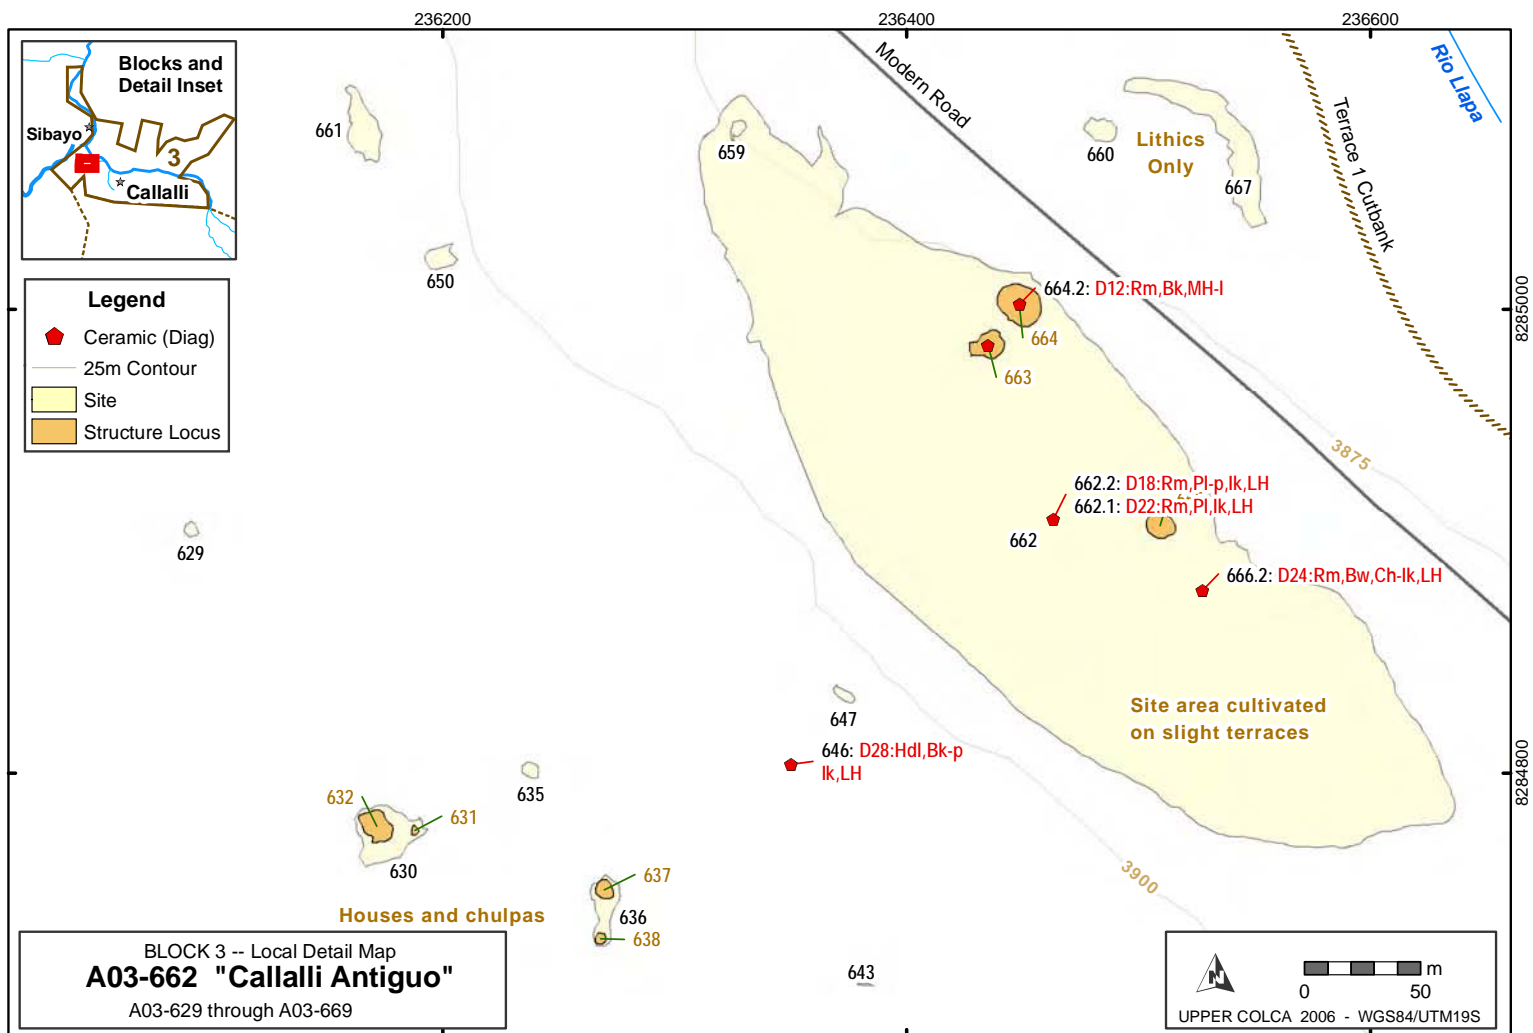 236200
236400
236600
Blocks and
Detail Inset
Sibayo
3
Callalli
Legend
Ceramic (Diag)
25m Contour
Site
Structure Locus
661
650
659
Modern Road
660
Lithics
Only
667
Terrace 1 Cutbank
Rio Llapa
8285000
664.2: D12:Rm,Bk,MH-I
664
663
3875
662.2: D18:Rm,Pl-p,Ik,LH
662.1: D22:Rm,Pl,Ik,LH
662
629
666.2: D24:Rm,Bw,Ch-Ik,LH
647
Site area cultivated
on slight terraces
646: D28:Hdl,Bk-p
Ik,LH
8284800
635
632
631
630
637
636
638
Houses and chulpas
3900
643
BLOCK 3 -- Local Detail Map
A03-662 "Callalli Antiguo"
A03-629 through A03-669
N
m
0 50
UPPER COLCA 2006 - WGS84/UTM19S